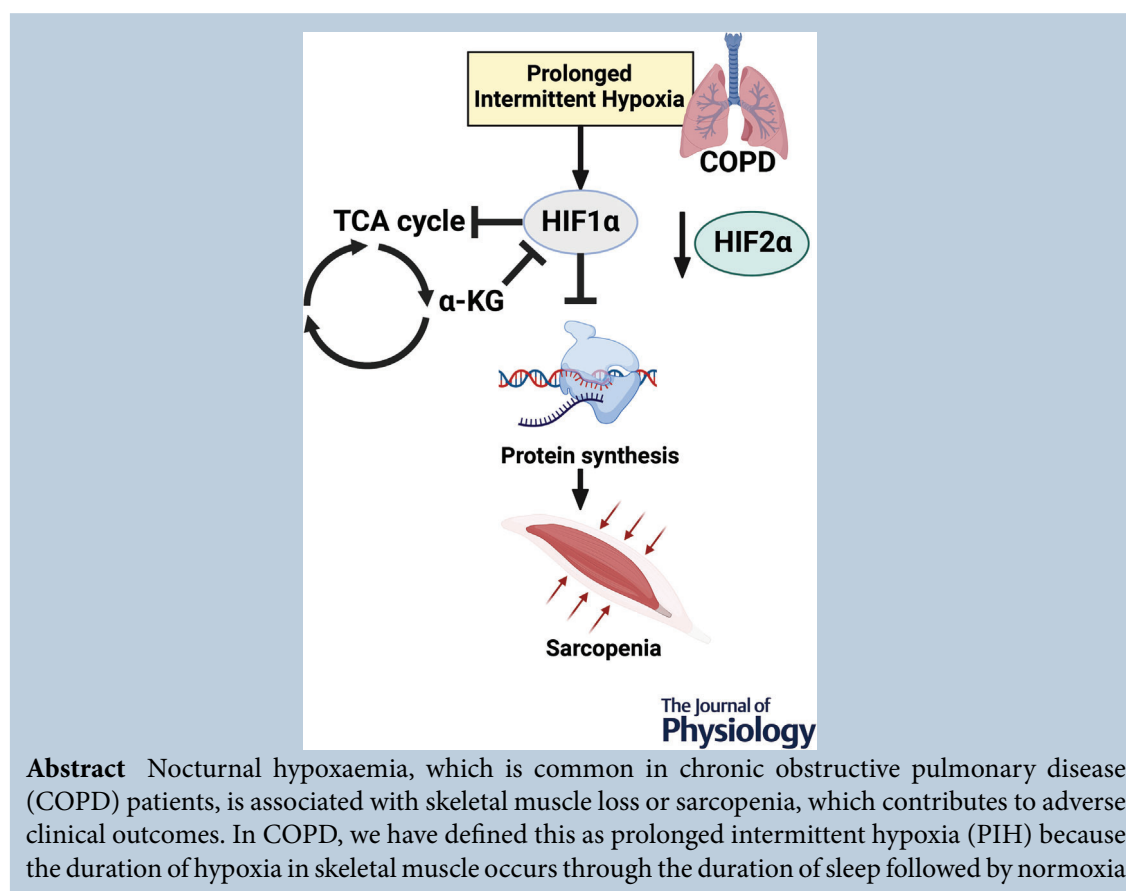 Prolonged
Intermittent Hypoxia
COPD
TCA cycle
HIF1α
HIF2α
α-KG
Protein synthesis
Sarcopenia
The Journal of
Physiology
Abstract Nocturnal hypoxaemia, which is common in chronic obstructive pulmonary disease
(COPD) patients, is associated with skeletal muscle loss or sarcopenia, which contributes to adverse
clinical outcomes. In COPD, we have defined this as prolonged intermittent hypoxia (PIH) because
the duration of hypoxia in skeletal muscle occurs through the duration of sleep followed by normoxia